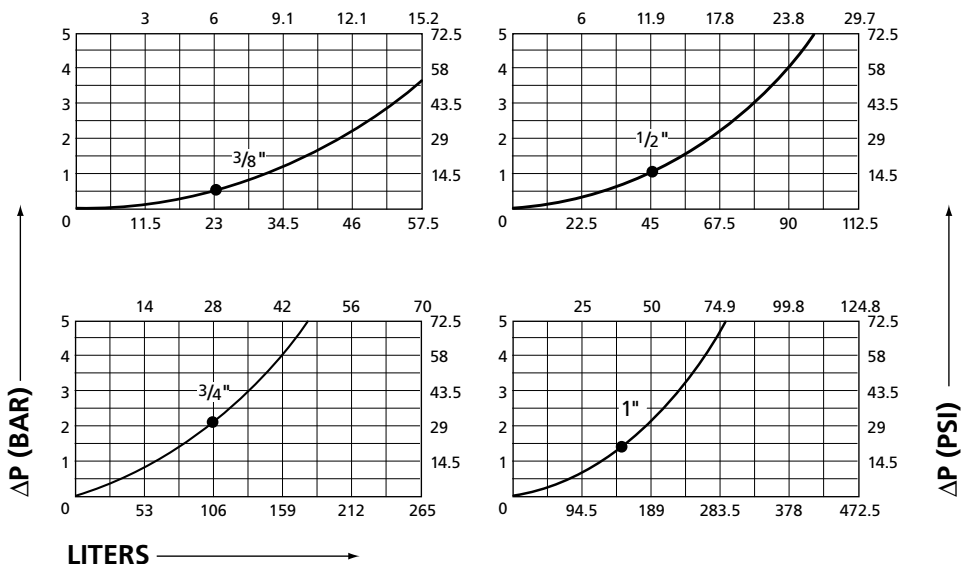 3 6 9.1 12.1 15.2
5 72.5
4 58
3 43.5
2 29
3/8"
1 14.5
0
11.5 23 34.5 46 57.5
6 11.9 17.8 23.8 29.7
5 72.5
4 58
3 43.5
2 29
1/2"
1 14.5
0
22.5 45 67.5 90 112.5
14 28 42 56 70
5 72.5
4 58
3 43.5
3/4"
2 29
1 14.5
0
53 106 159 212 265
25 50 74.9 99.8 124.8
5 72.5
4 58
3 43.5
1"
2 29
1 14.5
0
94.5 189 283.5 378 472.5
ΔP (BAR)
ΔP (PSI)
LITERS